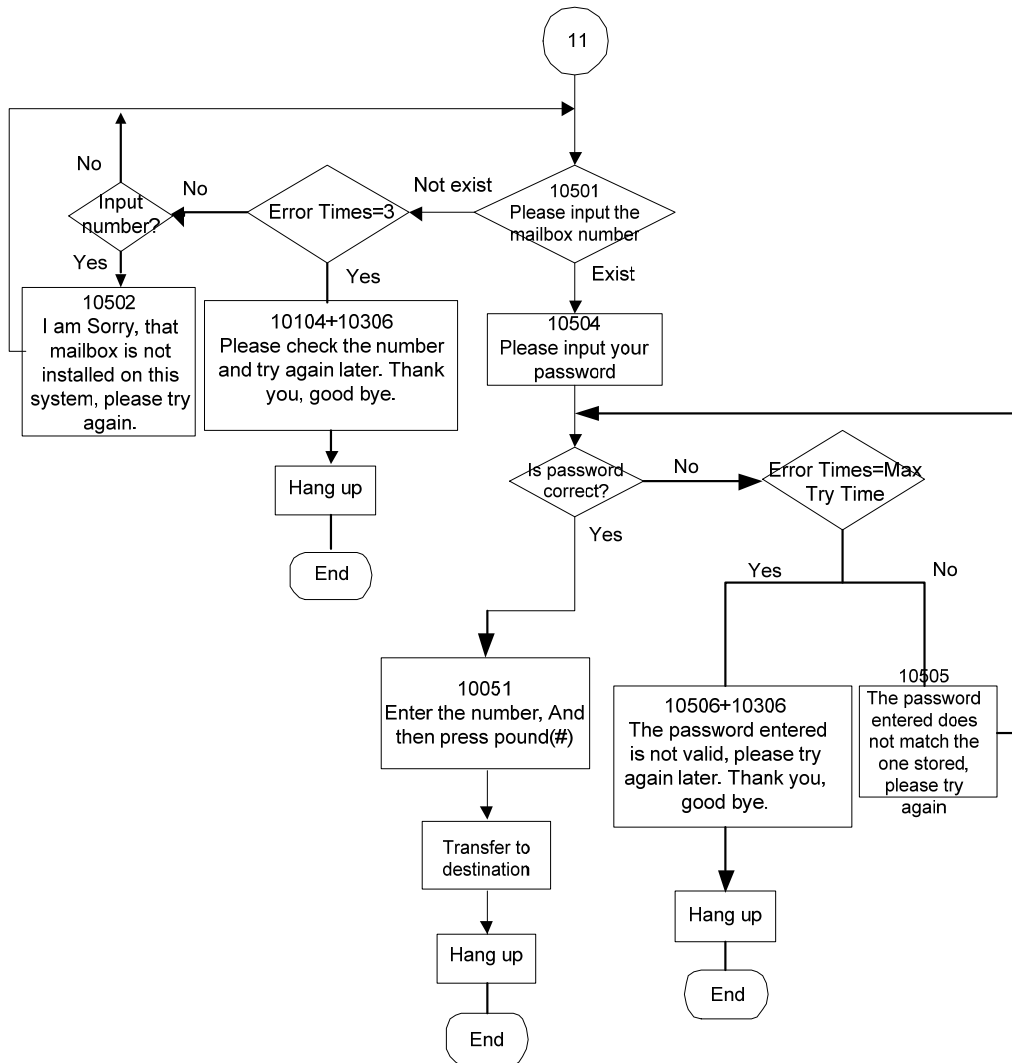 11
10501
Please input the
mailbox number
Not exist
Error Times=3
No
Input
number?
No
Yes
10502
I am Sorry, that
mailbox is not
installed on this
system, please try
again.
Yes
10104+10306
Please check the number
and try again later. Thank
you, good bye.
Hang up
End
Exist
10504
Please input your
password
Is password
correct?
No
Error Times=Max
Try Time
Yes
10051
Enter the number, And
then press pound(#)
Transfer to
destination
Hang up
End
Yes
10506+10306
The password entered
is not valid, please try
again later. Thank you,
good bye.
Hang up
End
No
10505
The password
entered does
not match the
one stored,
please try
again